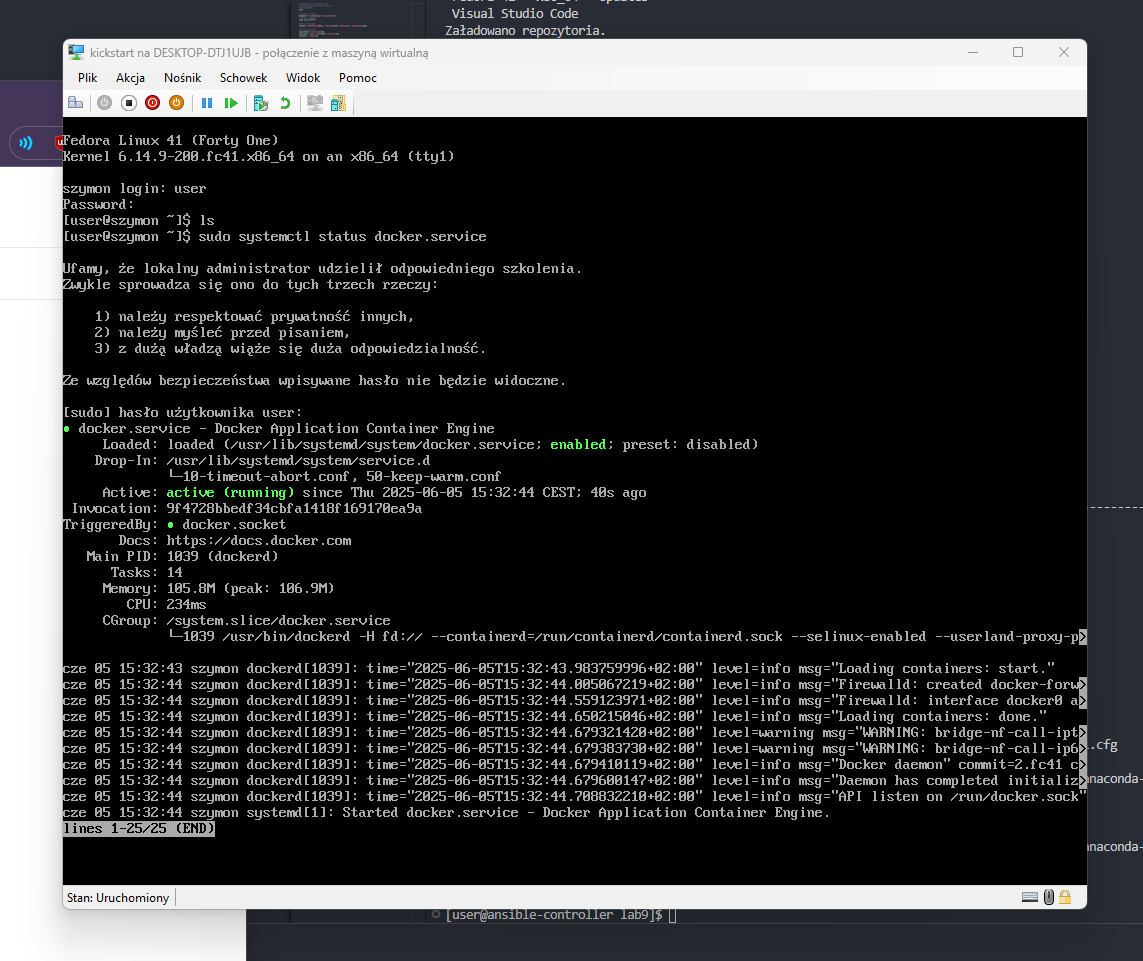 Visual Studio Code
Załadowano repozytoria.
kickstart na DESKTOP-DTJ1UJB - połączenie z maszyną wirtualną
Plik Akcja Nośnik Schowek Widok Pomoc
Fedora Linux 41 (Forty One)
Kernel 6.14.9-200.fc41.x86_64 on an x86_64 (tty1)
szymon login: user
Password:
[user@szymon ~]$ ls
[user@szymon ~]$ sudo systemctl status docker.service
Ufamy, że lokalny administrator udzielił odpowiedniego szkolenia.
Zwykle sprowadza się ono do tych trzech rzeczy:
1) należy respektować prywatność innych,
2) należy myśleć przed pisaniem,
3) z dużą władzą wiąże się duża odpowiedzialność.
Ze względów bezpieczeństwa wpisywane hasło nie będzie widoczne.
[sudo] hasło użytkownika user:
● docker.service - Docker Application Container Engine
Loaded: loaded (/usr/lib/systemd/system/docker.service; enabled; preset: disabled)
Drop-In: /usr/lib/systemd/system/service.d
└─10-timeout-abort.conf, 50-keep-warm.conf
Active: active (running) since Thu 2025-06-05 15:32:44 CEST; 40s ago
Invocation: 9f4728bbedf34cbfa1418f169170ea9a
TriggeredBy: ● docker.socket
Docs: https://docs.docker.com
Main PID: 1039 (dockerd)
Tasks: 14
Memory: 105.8M (peak: 106.9M)
CPU: 234ms
CGroup: /system.slice/docker.service
└─1039 /usr/bin/dockerd -H fd:// --containerd=/run/containerd/containerd.sock --selinux-enabled --userland-proxy-p>
cze 05 15:32:43 szymon dockerd[1039]: time="2025-06-05T15:32:43.983759996+02:00" level=info msg="Loading containers: start."
cze 05 15:32:44 szymon dockerd[1039]: time="2025-06-05T15:32:44.005067219+02:00" level=info msg="Firewalld: created docker-forw>
cze 05 15:32:44 szymon dockerd[1039]: time="2025-06-05T15:32:44.559123971+02:00" level=info msg="Firewalld: interface docker0 a>
cze 05 15:32:44 szymon dockerd[1039]: time="2025-06-05T15:32:44.650215046+02:00" level=info msg="Loading containers: done."
cze 05 15:32:44 szymon dockerd[1039]: time="2025-06-05T15:32:44.679321420+02:00" level=warning msg="WARNING: bridge-nf-call-ipt>
cze 05 15:32:44 szymon dockerd[1039]: time="2025-06-05T15:32:44.679383730+02:00" level=warning msg="WARNING: bridge-nf-call-ip6>
cze 05 15:32:44 szymon dockerd[1039]: time="2025-06-05T15:32:44.679410119+02:00" level=info msg="Docker daemon" commit=2.fc41 c>
cze 05 15:32:44 szymon dockerd[1039]: time="2025-06-05T15:32:44.679600147+02:00" level=info msg="Daemon has completed initializ>
cze 05 15:32:44 szymon dockerd[1039]: time="2025-06-05T15:32:44.708832210+02:00" level=info msg="API listen on /run/docker.sock"
cze 05 15:32:44 szymon systemd[1]: Started docker.service - Docker Application Container Engine.
lines 1-25/25 (END)
.cfg
anaconda-
anaconda-
Stan: Uruchomiony
[user@ansible-controller lab9]$